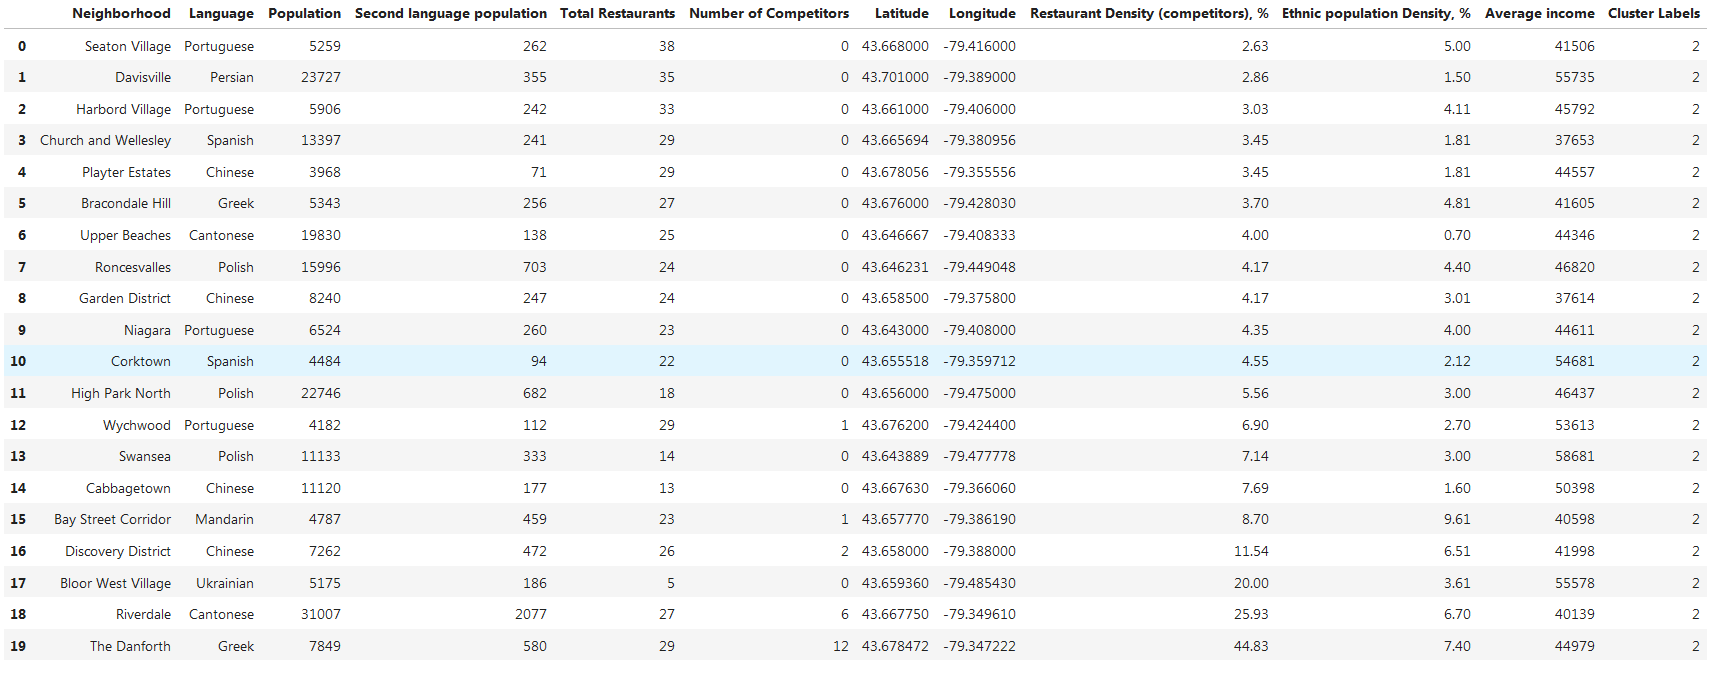 Neighborhood Language Population Second language population Total Restaurants Number of Competitors Latitude Longitude Restaurant Density (competitors), % Ethnic population Density, % Average income Cluster Labels
0 Seaton Village Portuguese 5259 262 38 0 43.668000 -79.416000 2.63 5.00 41506 2
1 Davisville Persian 23727 355 35 0 43.701000 -79.389000 2.86 1.50 55735 2
2 Harbord Village Portuguese 5906 242 33 0 43.661000 -79.406000 3.03 4.11 45792 2
3 Church and Wellesley Spanish 13397 241 29 0 43.665694 -79.380956 3.45 1.81 37653 2
4 Playter Estates Chinese 3968 71 29 0 43.678056 -79.355556 3.45 1.81 44557 2
5 Bracondale Hill Greek 5343 256 27 0 43.676000 -79.428030 3.70 4.81 41605 2
6 Upper Beaches Cantonese 19830 138 25 0 43.646667 -79.408333 4.00 0.70 44346 2
7 Roncesvalles Polish 15996 703 24 0 43.646231 -79.449048 4.17 4.40 46820 2
8 Garden District Chinese 8240 247 24 0 43.658500 -79.375800 4.17 3.01 37614 2
9 Niagara Portuguese 6524 260 23 0 43.643000 -79.408000 4.35 4.00 44611 2
10 Corktown Spanish 4484 94 22 0 43.655518 -79.359712 4.55 2.12 54681 2
11 High Park North Polish 22746 682 18 0 43.656000 -79.475000 5.56 3.00 46437 2
12 Wychwood Portuguese 4182 112 29 1 43.676200 -79.424400 6.90 2.70 53613 2
13 Swansea Polish 11133 333 14 0 43.643889 -79.477778 7.14 3.00 58681 2
14 Cabbagetown Chinese 11120 177 13 0 43.667630 -79.366060 7.69 1.60 50398 2
15 Bay Street Corridor Mandarin 4787 459 23 1 43.657770 -79.386190 8.70 9.61 40598 2
16 Discovery District Chinese 7262 472 26 2 43.658000 -79.388000 11.54 6.51 41998 2
17 Bloor West Village Ukrainian 5175 186 5 0 43.659360 -79.485430 20.00 3.61 55578 2
18 Riverdale Cantonese 31007 2077 27 6 43.667750 -79.349610 25.93 6.70 40139 2
19 The Danforth Greek 7849 580 29 12 43.678472 -79.347222 44.83 7.40 44979 2